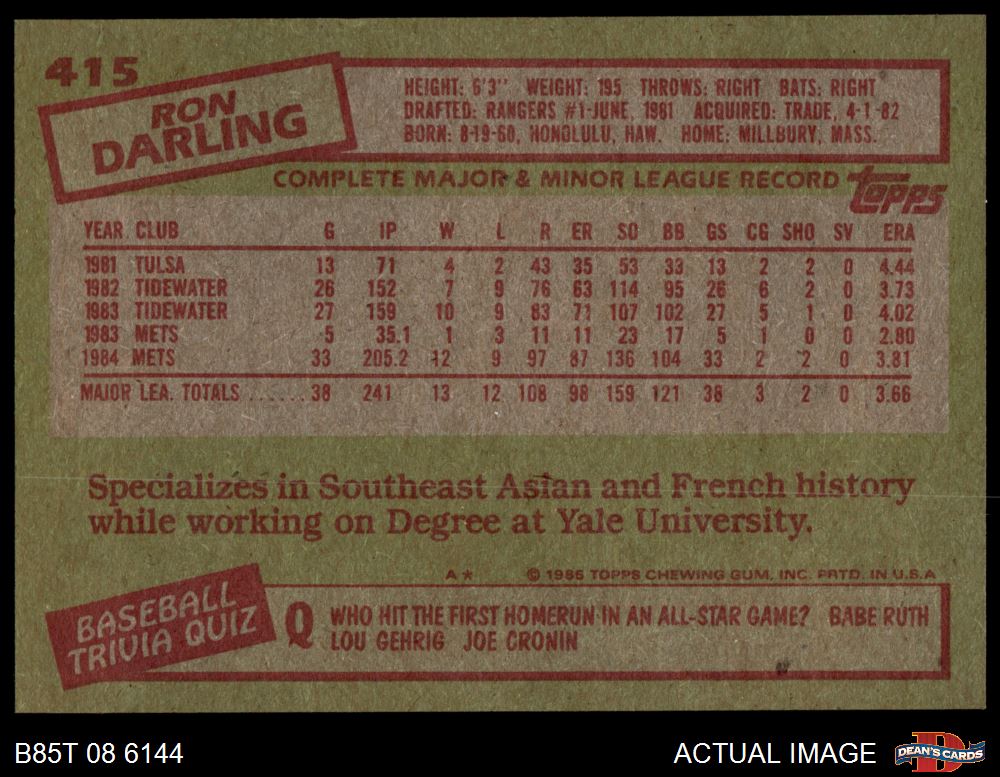 415
RON
DARLING
HEIGHT: 6'3" WEIGHT: 195 THROWS: RIGHT BATS: RIGHT
DRAFTED: RANGERS #1-JUNE, 1981 ACQUIRED: TRADE, 4-1-82
BORN: 8-19-60, HONOLULU, HAW. HOME: MILLBURY, MASS.
COMPLETE MAJOR & MINOR LEAGUE RECORD topps
YEAR CLUB G IP W L R ER SO BB GS CG SHO SV ERA
1981 TULSA 13 71 4 2 43 35 53 33 13 2 2 0 4.44
1982 TIDEWATER 26 152 7 9 76 63 114 95 26 6 2 0 3.73
1983 TIDEWATER 27 159 10 9 83 71 107 102 27 5 1 0 4.02
1983 METS 5 35.1 1 3 11 11 23 17 5 1 0 0 2.80
1984 METS 33 205.2 12 9 97 87 136 104 33 2 2 0 3.81
MAJOR LEA. TOTALS ...... 38 241 13 12 108 98 159 121 38 3 2 0 3.66
Specializes in Southeast Asian and French history
while working on Degree at Yale University.
A* © 1985 TOPPS CHEWING GUM, INC. PRTD. IN U.S.A
BASEBALL
TRIVIA QUIZ
Q WHO HIT THE FIRST HOMERUN IN AN ALL-STAR GAME? BABE RUTH
LOU GEHRIG JOE CRONIN
B85T 08 6144
ACTUAL IMAGE
D
DEAN'S CARDS